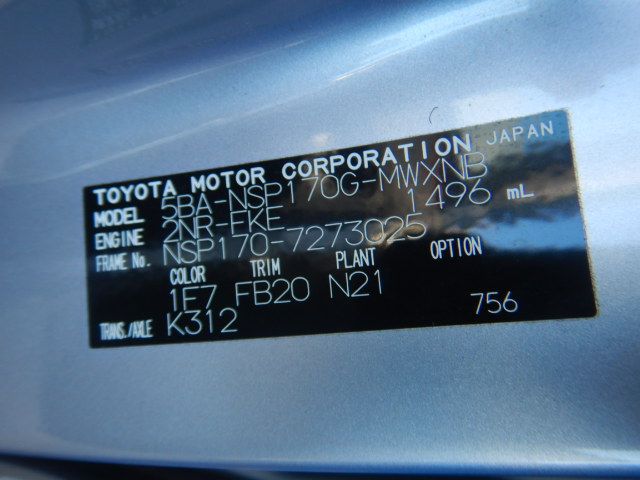 TOYOTA MOTOR CORPORATION JAPAN
MODEL 5BA-NSP170G-MWXNB
ENGINE 2NR-EKE 1496 mL
FRAME No. NSP170-7273025
COLOR TRIM PLANT OPTION
1E7 FB20 N21
TRANS./AXLE K312 756